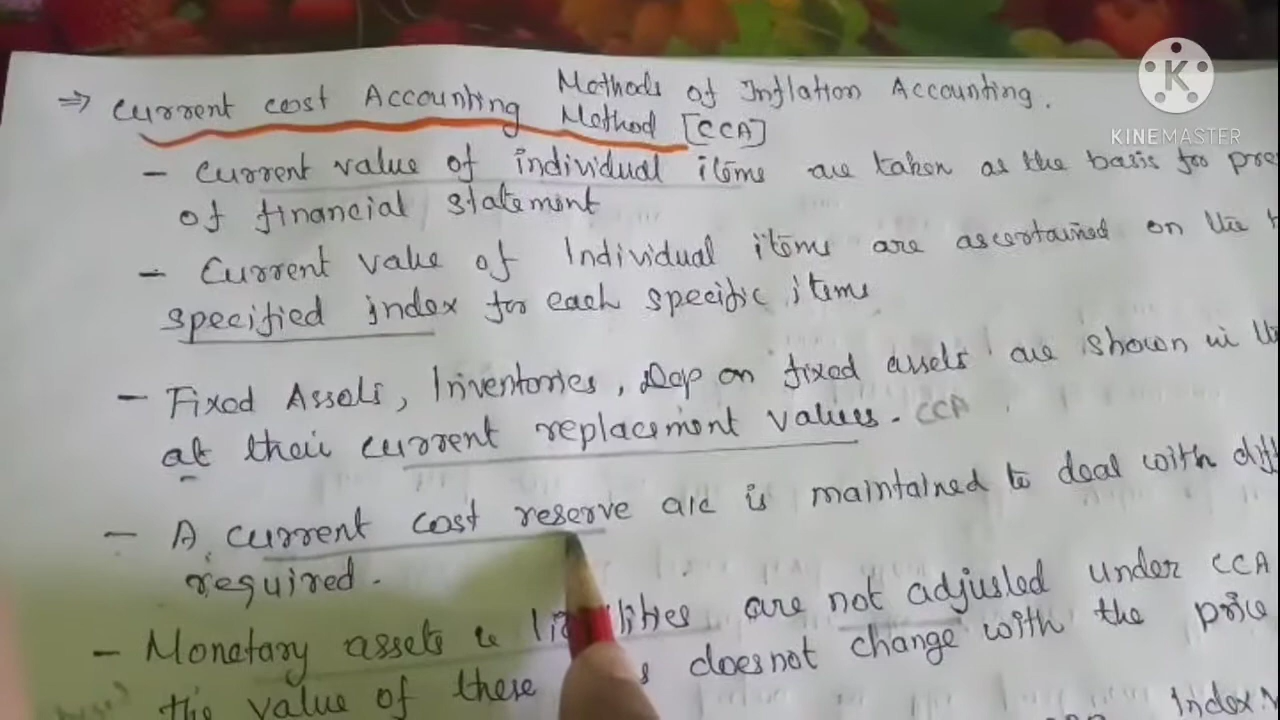 Methods of Inflation Accounting.
⇒ Current cost Accounting Method [CCA]
- Current value of individual items are taken as the basis for
of financial statement
- Current value of Individual items are ascertained on the
specified index for each specific items
- Fixed Assets, Inventories, Dep on fixed assets are shown in
at their current replacement values. CCA
- A current cost reserve a/c is maintained to deal with
required.
- Monetary assets & are not adjusted under CCA
the value of these does not change with the price
Index
K
KINEMASTER